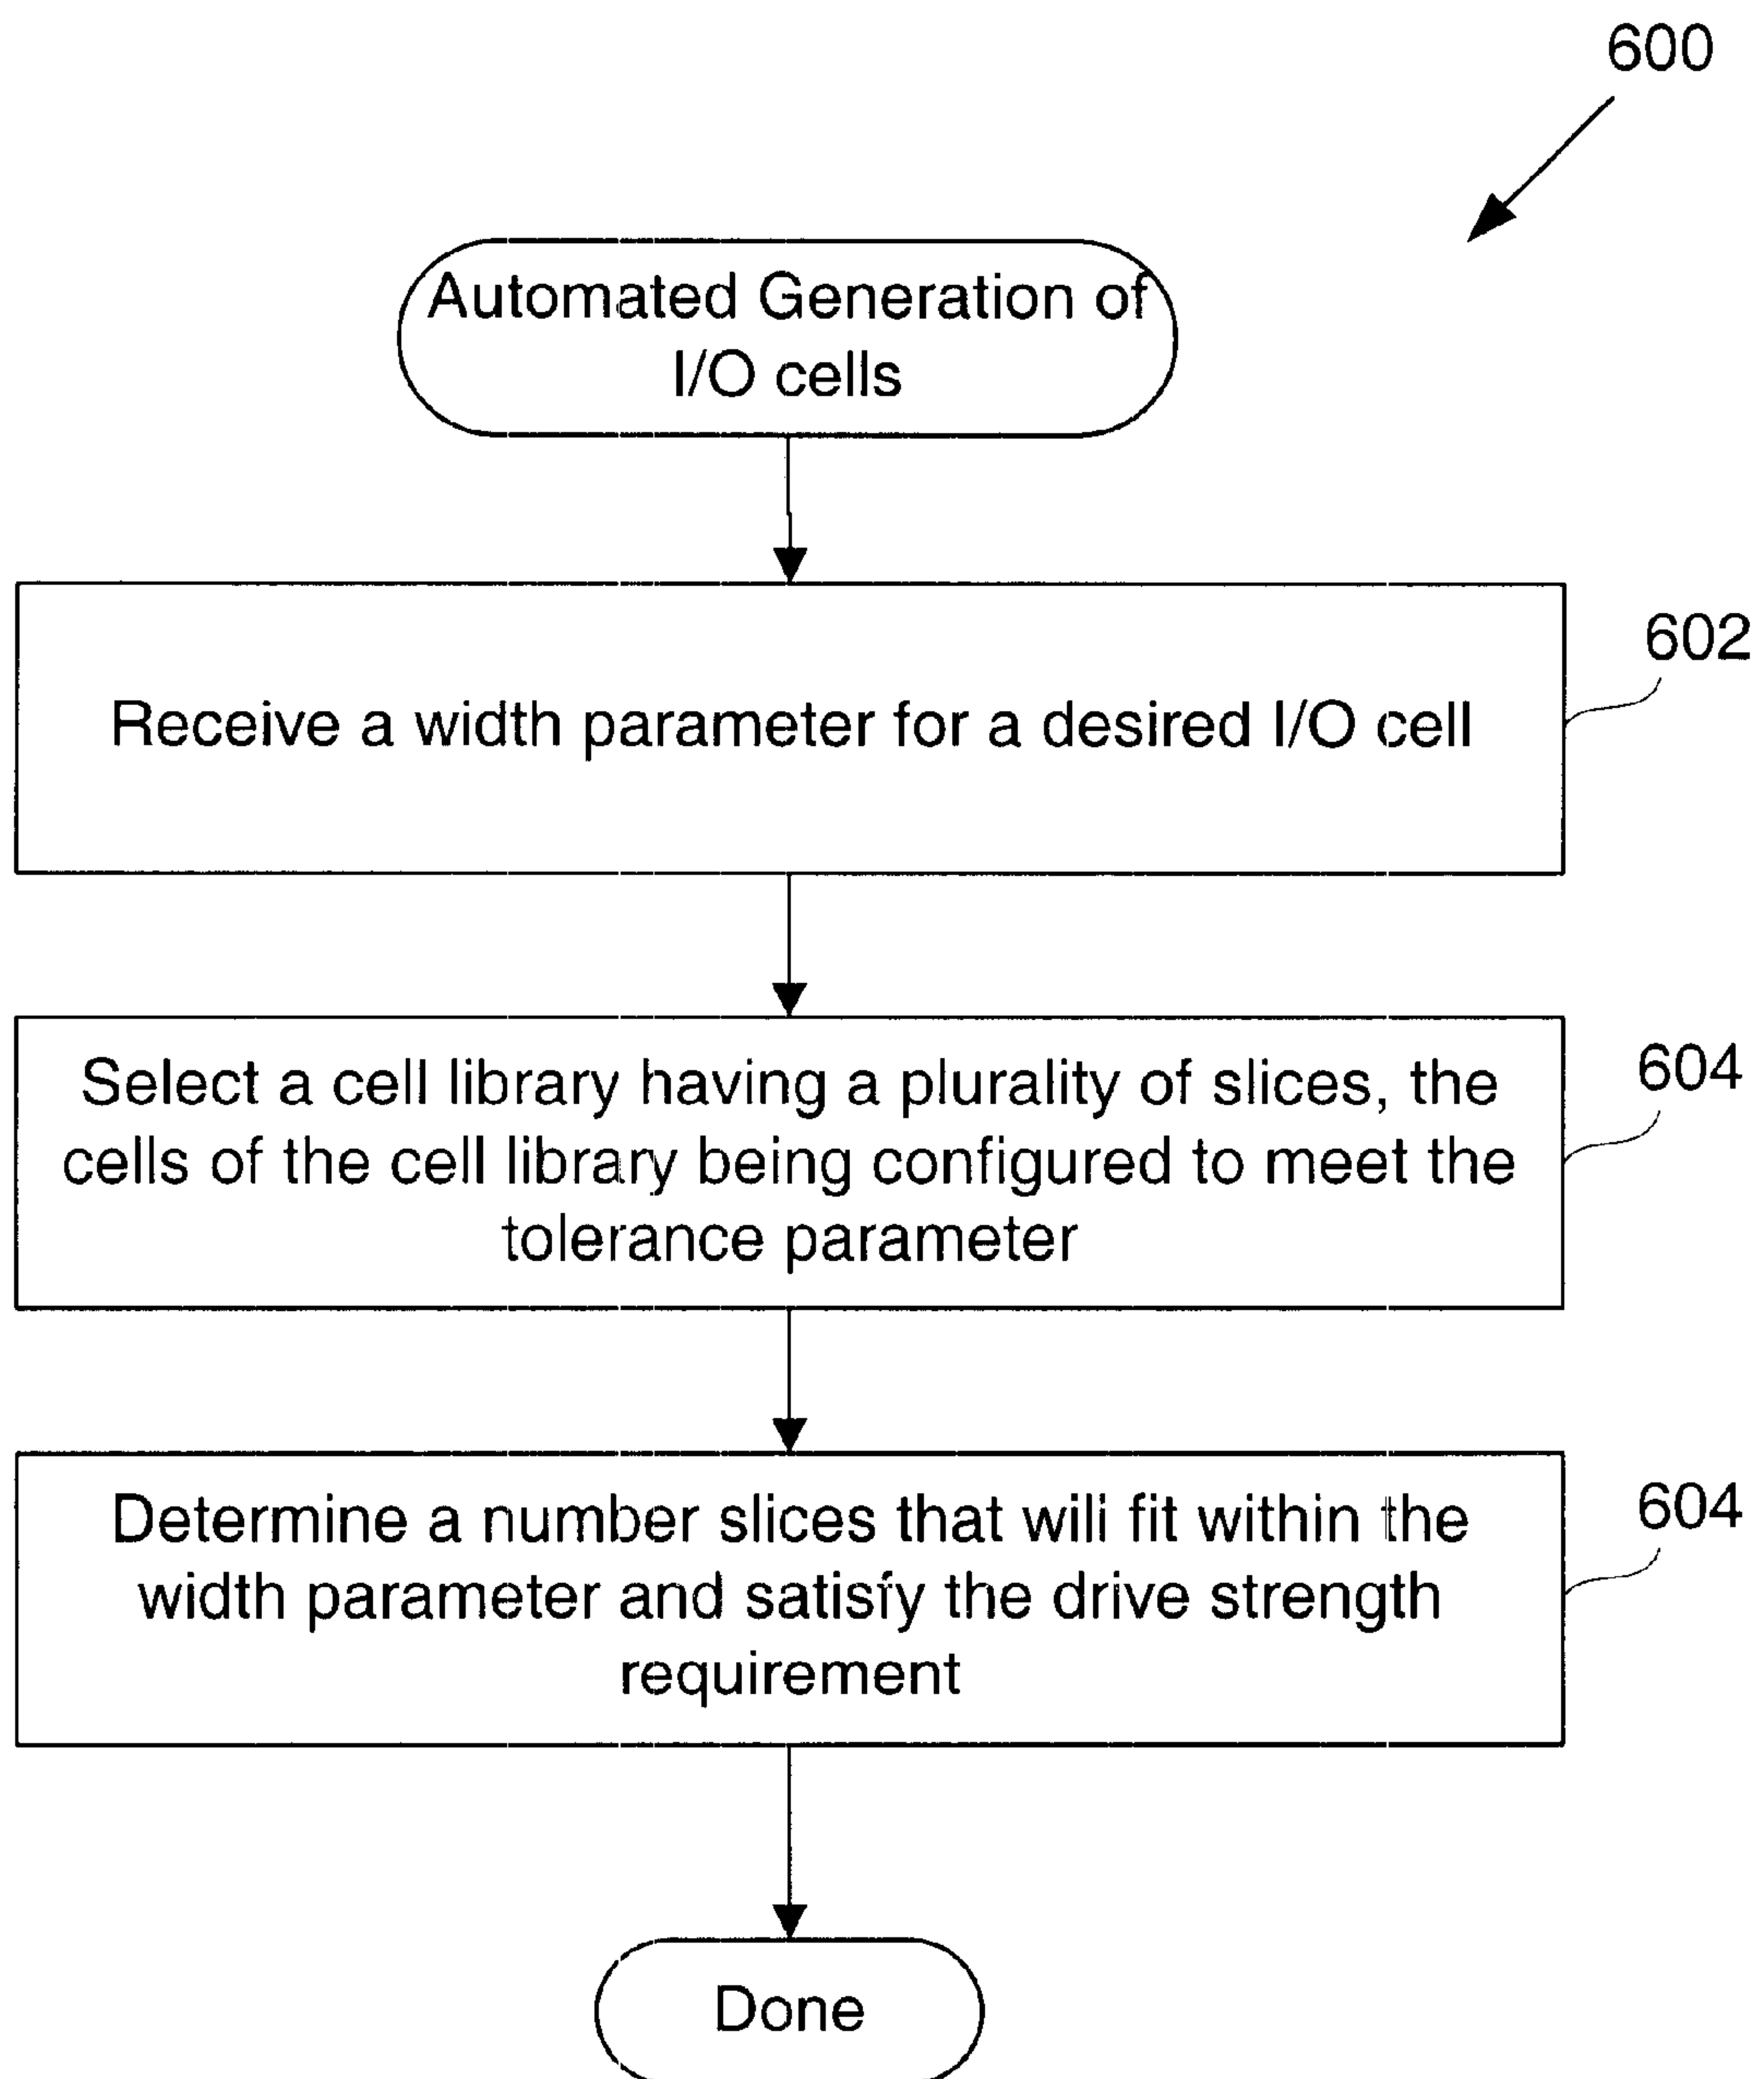 600
Automated Generation of
I/O cells
Receive a width parameter for a desired I/O cell
602
Select a cell library having a plurality of slices, the
cells of the cell library being configured to meet the
tolerance parameter
604
Determine a number slices that will fit within the
width parameter and satisfy the drive strength
requirement
604
Done